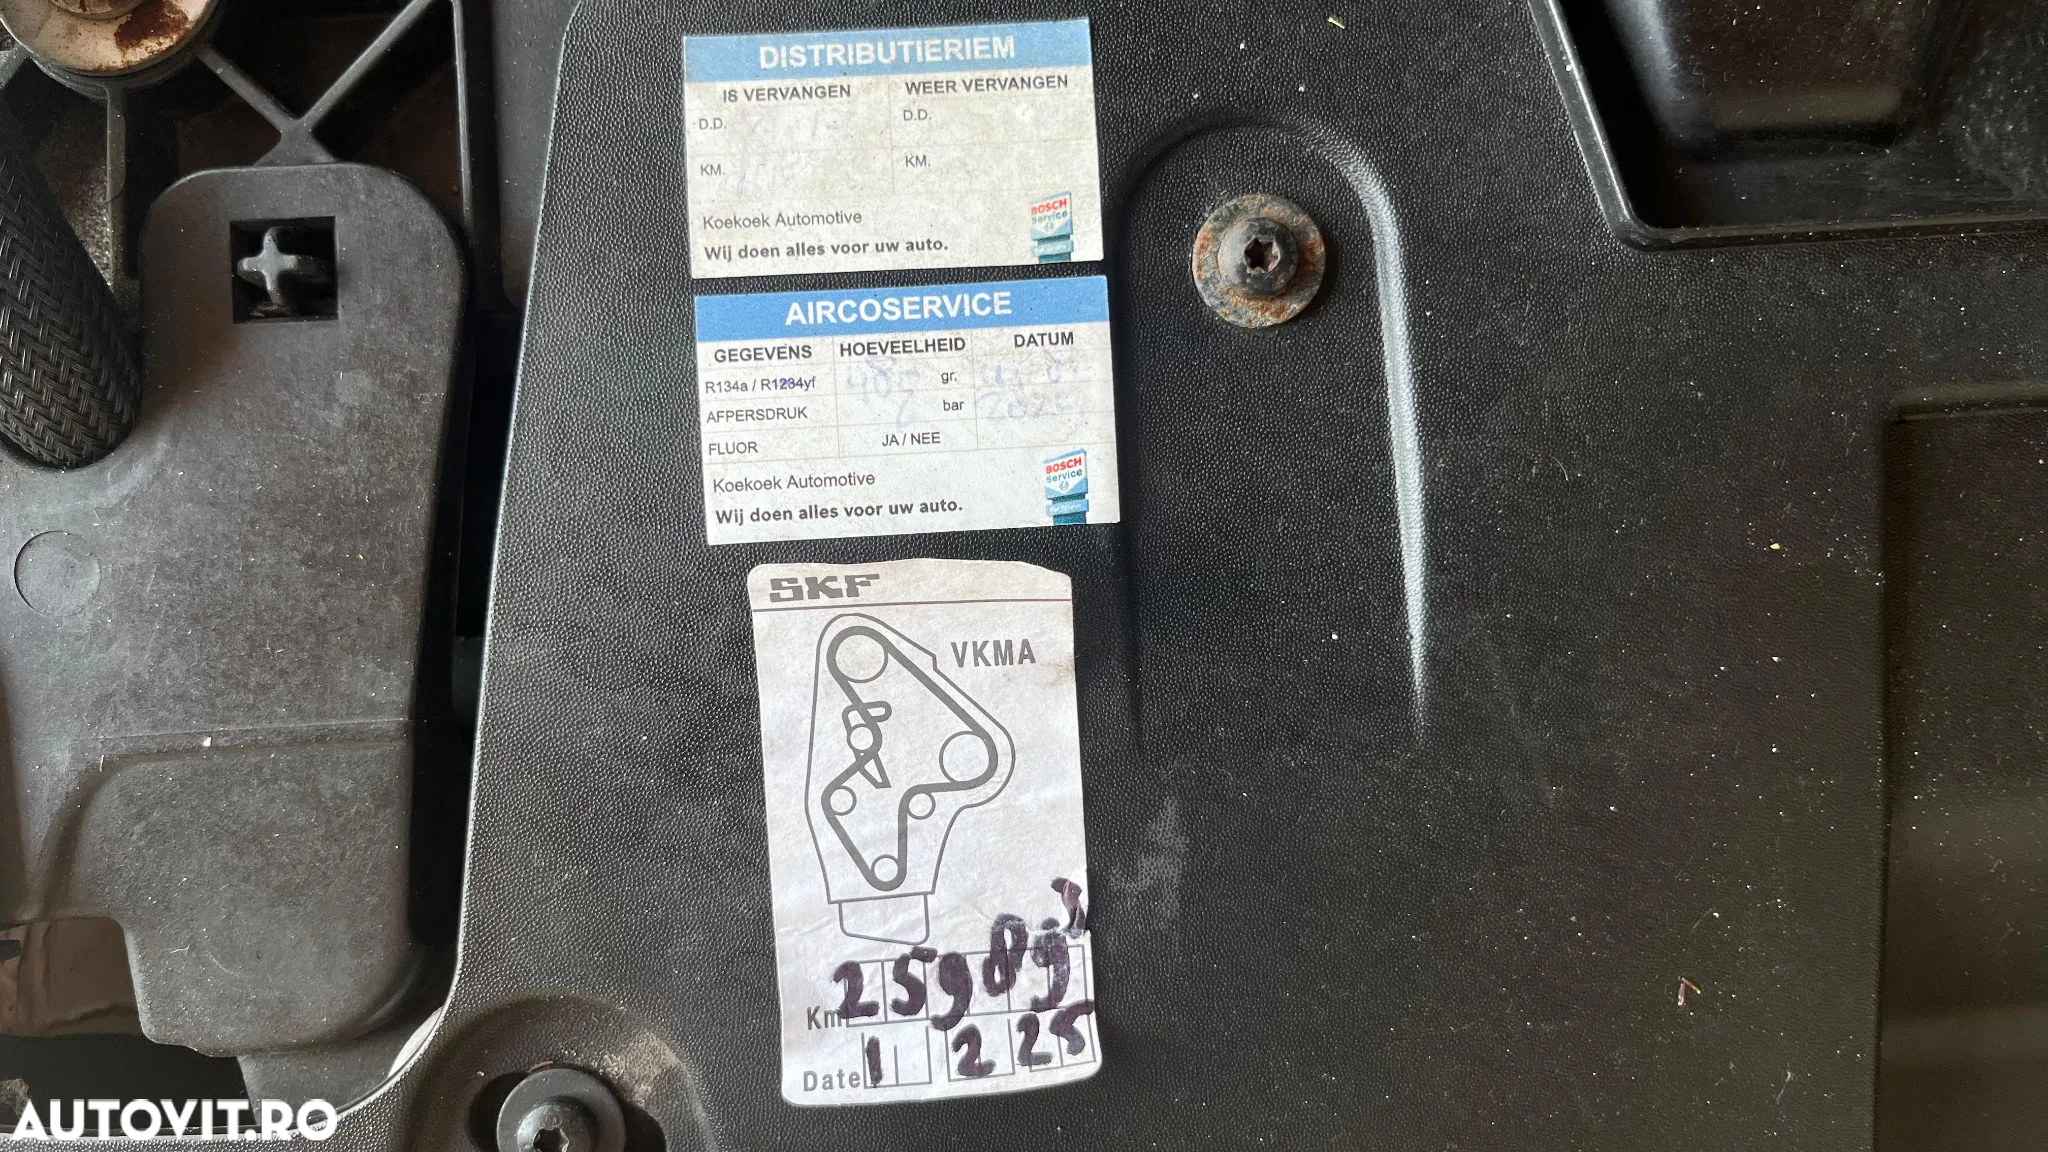 DISTRIBUTIERIEM
IS VERVANGEN WEER VERVANGEN
D.D. D.D.
KM. KM.
Koekoek Automotive
Wij doen alles voor uw auto.
BOSCH
Service
AIRCOSERVICE
GEGEVENS HOEVEELHEID DATUM
R134a / R1234yf gr.
AFPERSDRUK bar
FLUOR JA / NEE
Koekoek Automotive
Wij doen alles voor uw auto.
BOSCH
Service
SKF
VKMA
Km 25989
Date 1 2 25
AUTOVIT.RO